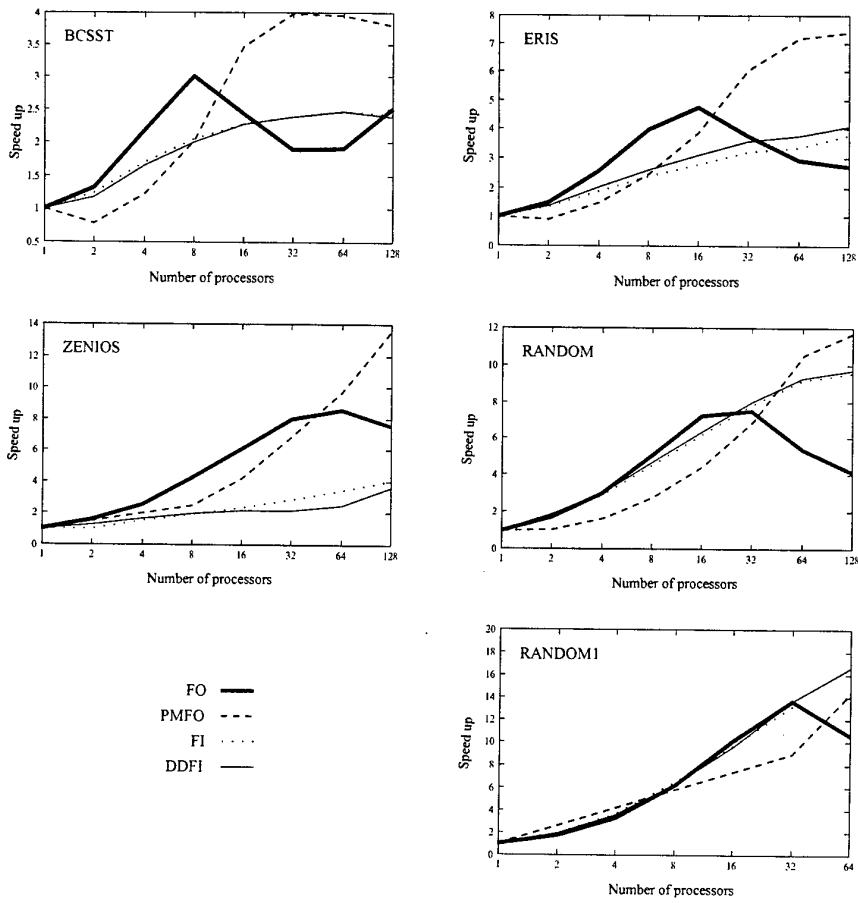 BCSST
4
3.5
3
2.5
2
1.5
1
0.5
Speed up
1 2 4 8 16 32 64 128
Number of processors
ERIS
8
7
6
5
4
3
2
1
0
Speed up
1 2 4 8 16 32 64 128
Number of processors
ZENIOS
14
12
10
8
6
4
2
0
Speed up
1 2 4 8 16 32 64 128
Number of processors
RANDOM
12
10
8
6
4
2
0
Speed up
1 2 4 8 16 32 64 128
Number of processors
FO
PMFO
FI
DDFI
RANDOM1
20
18
16
14
12
10
8
6
4
2
0
Speed up
1 2 4 8 16 32 64
Number of processors